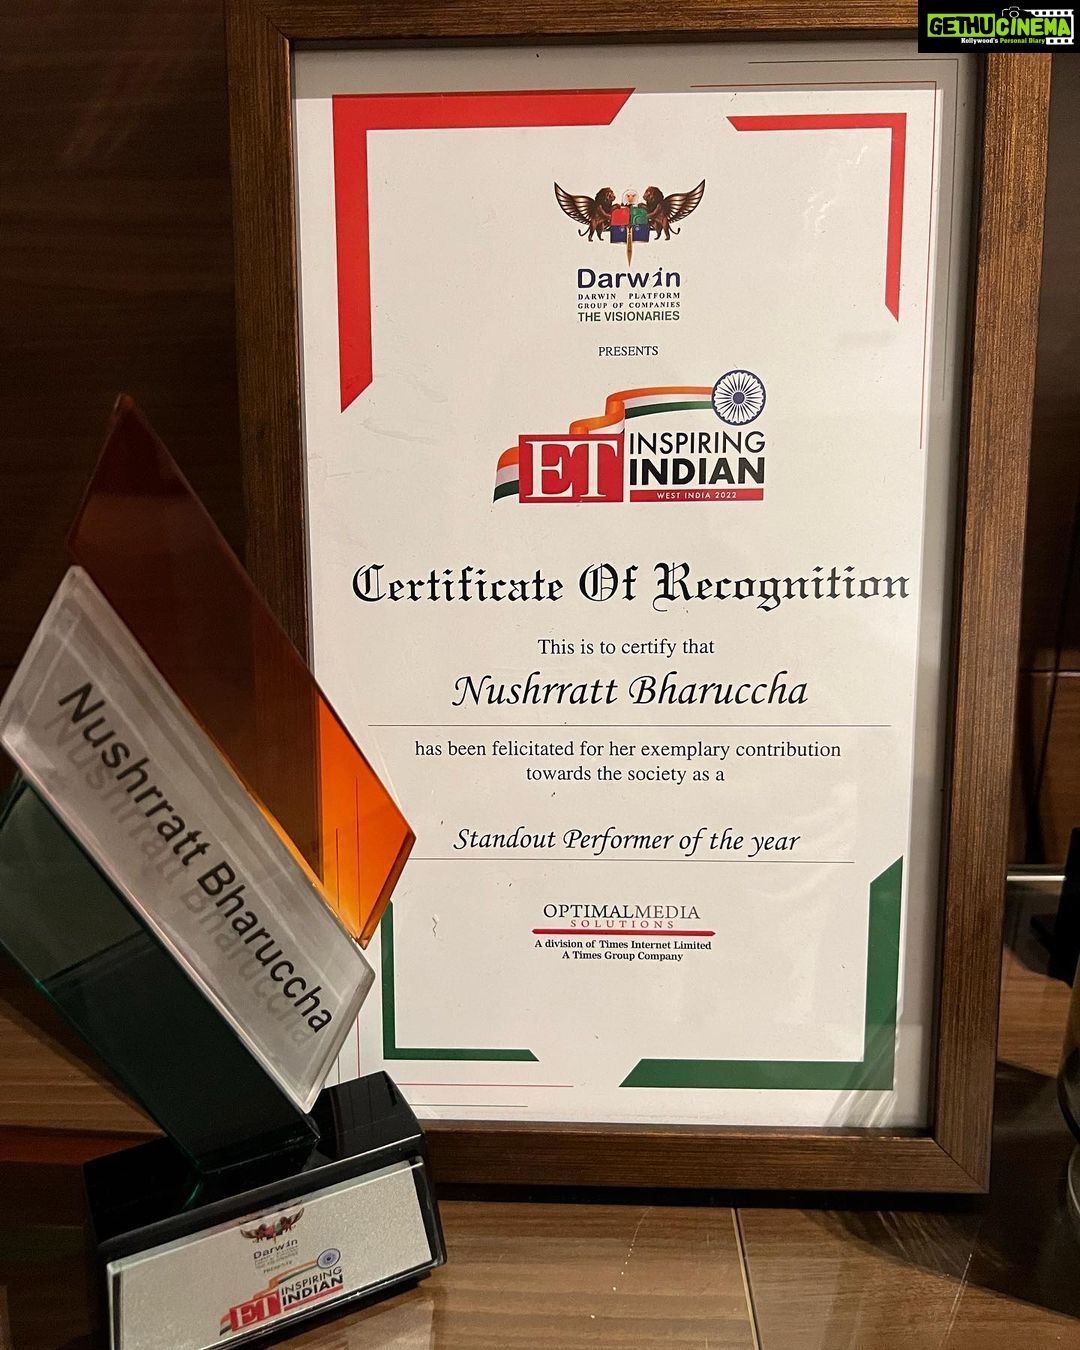 GETHU CINEMA
Kollywood's Personal Diary
Darwin
DARWIN PLATFORM
GROUP OF COMPANIES
THE VISIONARIES
PRESENTS
ET INSPIRING
INDIAN
WEST INDIA 2022
Certificate Of Recognition
This is to certify that
Nushrratt Bharuccha
has been felicitated for her exemplary contribution
towards the society as a
Standout Performer of the year
OPTIMALMEDIA
SOLUTIONS
A division of Times Internet Limited
A Times Group Company
Nushrratt Bharuccha
Darwin
PRESENTS
ET INSPIRING
INDIAN